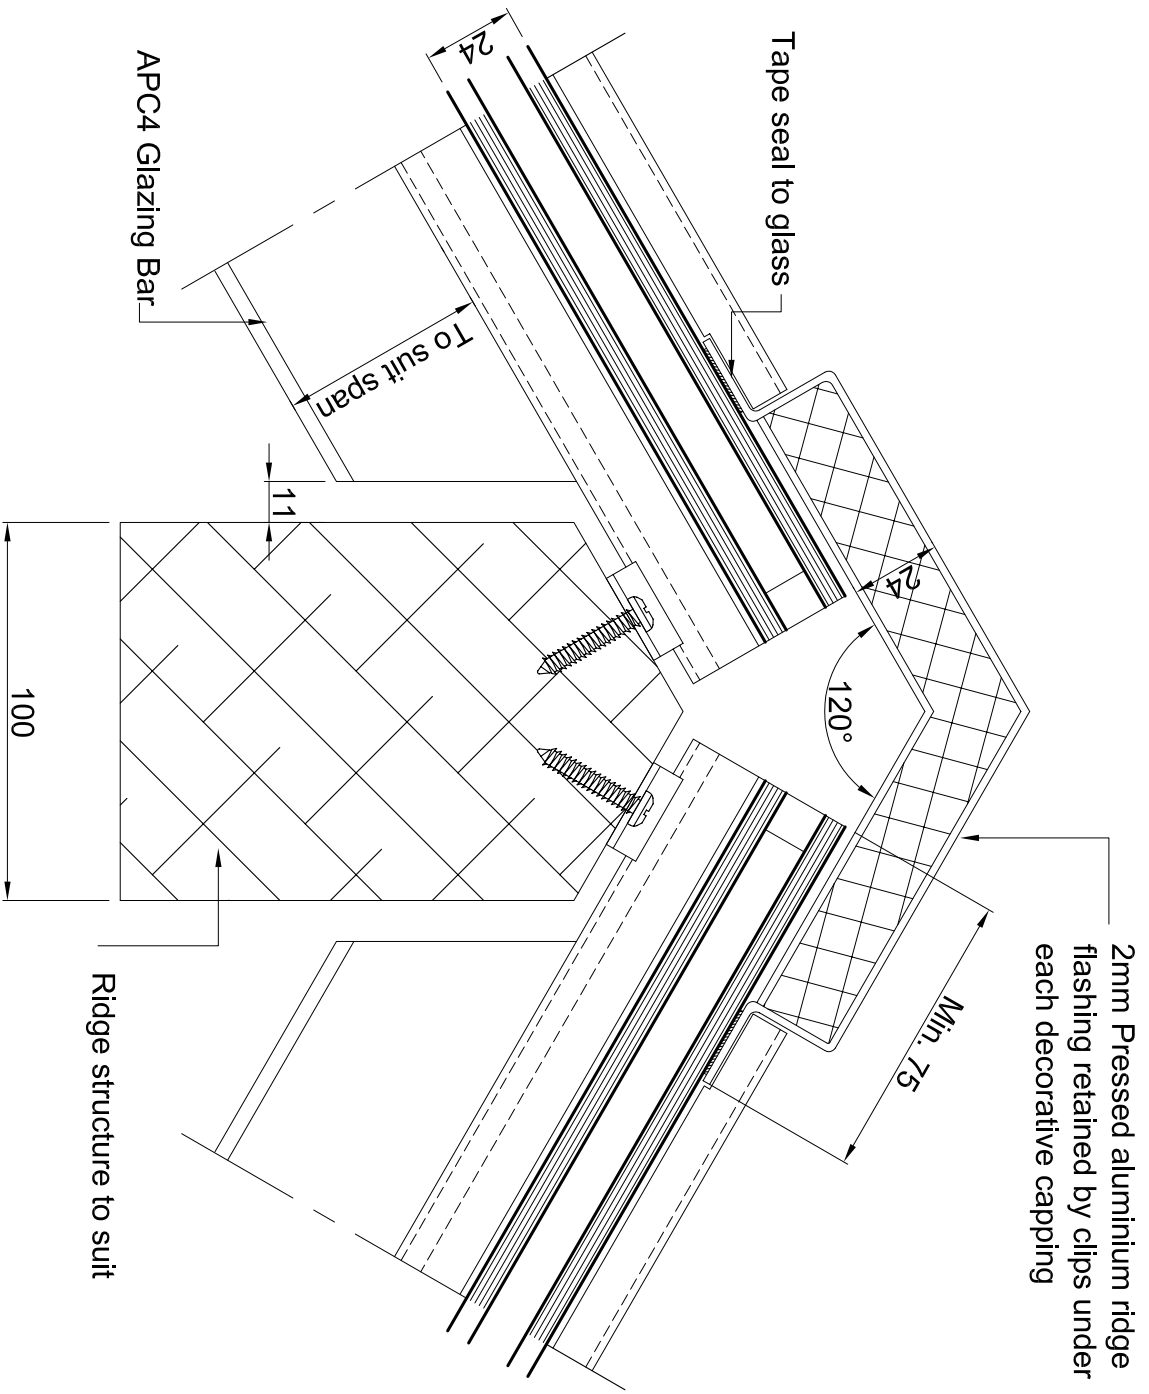 2mm Pressed aluminium ridge
flashing retained by clips under
each decorative capping
Min. 75
24
120°
Tape seal to glass
24
To suit span
11
APC4 Glazing Bar
Ridge structure to suit
100